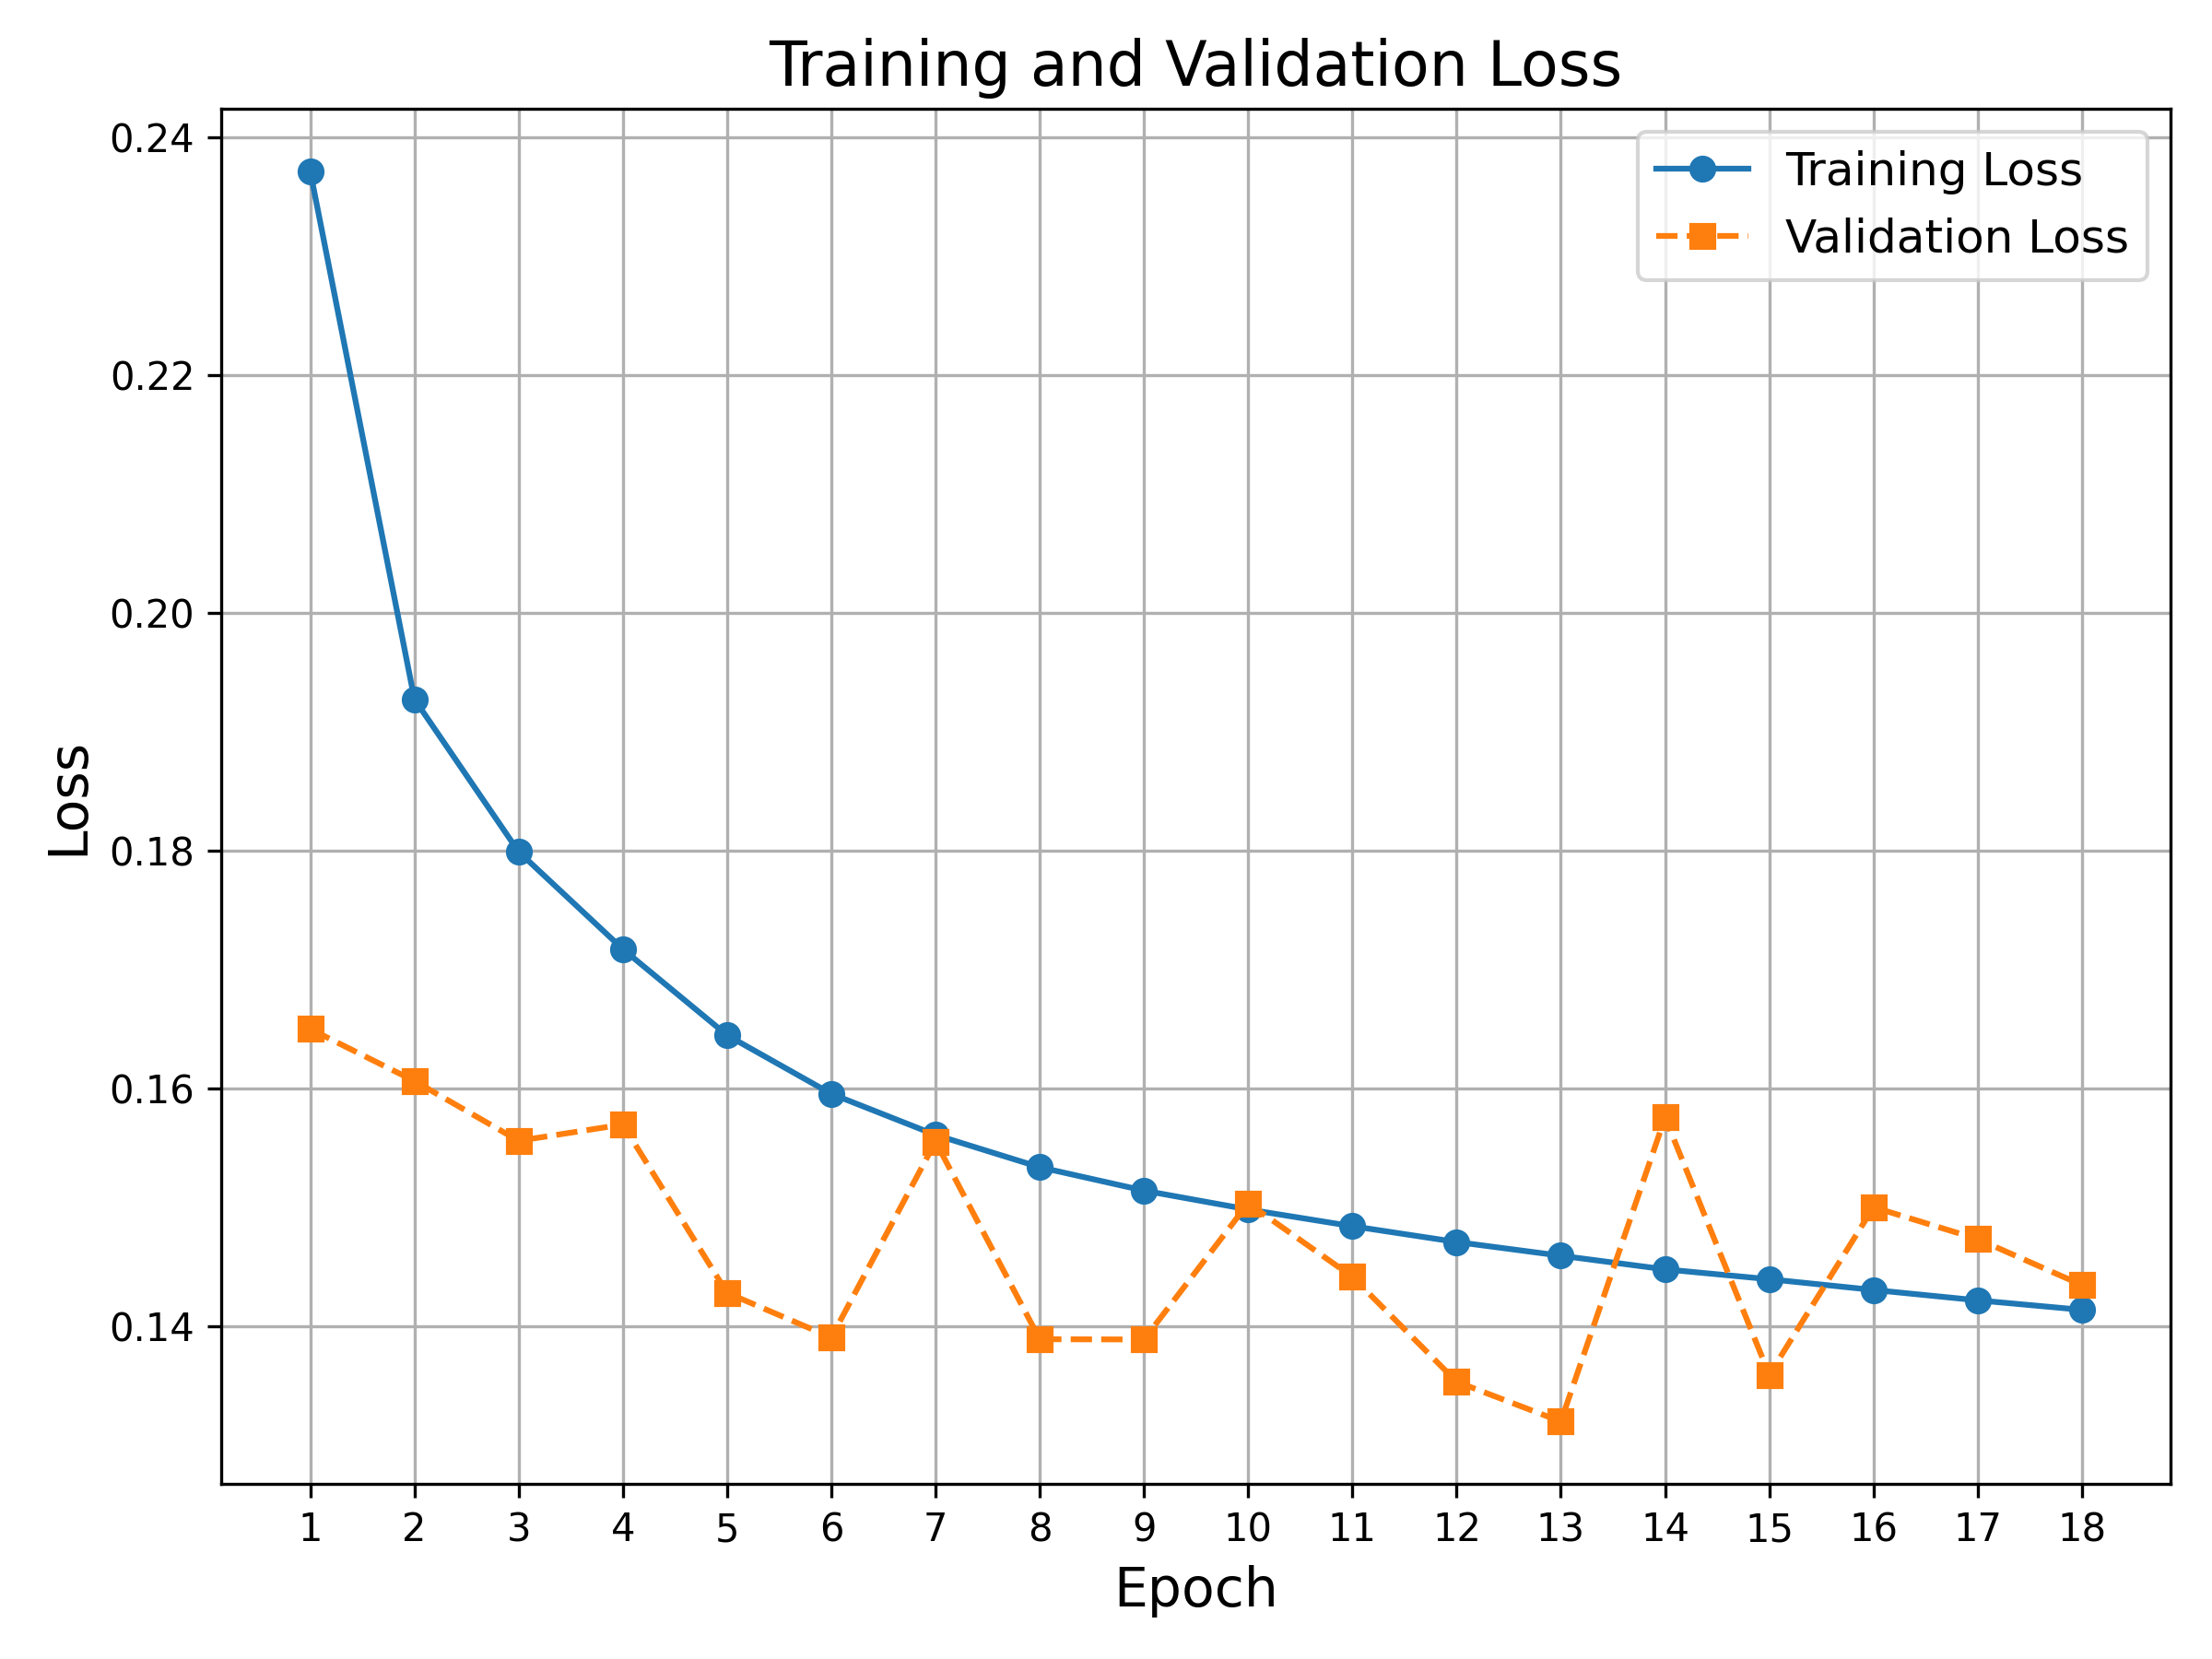 Training and Validation Loss
Training Loss
Validation Loss
0.24
0.22
0.20
0.18
0.16
0.14
Loss
1 2 3 4 5 6 7 8 9 10 11 12 13 14 15 16 17 18
Epoch